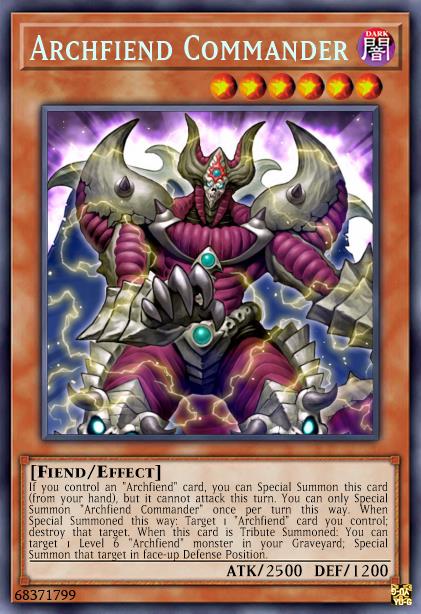 ARCHFIEND COMMANDER
DARK
闇
[FIEND/EFFECT]
If you control an "Archfiend" card, you can Special Summon this card
(from your hand), but it cannot attack this turn. You can only Special
Summon "Archfiend Commander" once per turn this way. When
Special Summoned this way: Target 1 "Archfiend" card you control;
destroy that target. When this card is Tribute Summoned: You can
target 1 Level 6 "Archfiend" monster in your Graveyard; Special
Summon that target in face-up Defense Position.
ATK/2500 DEF/1200
68371799